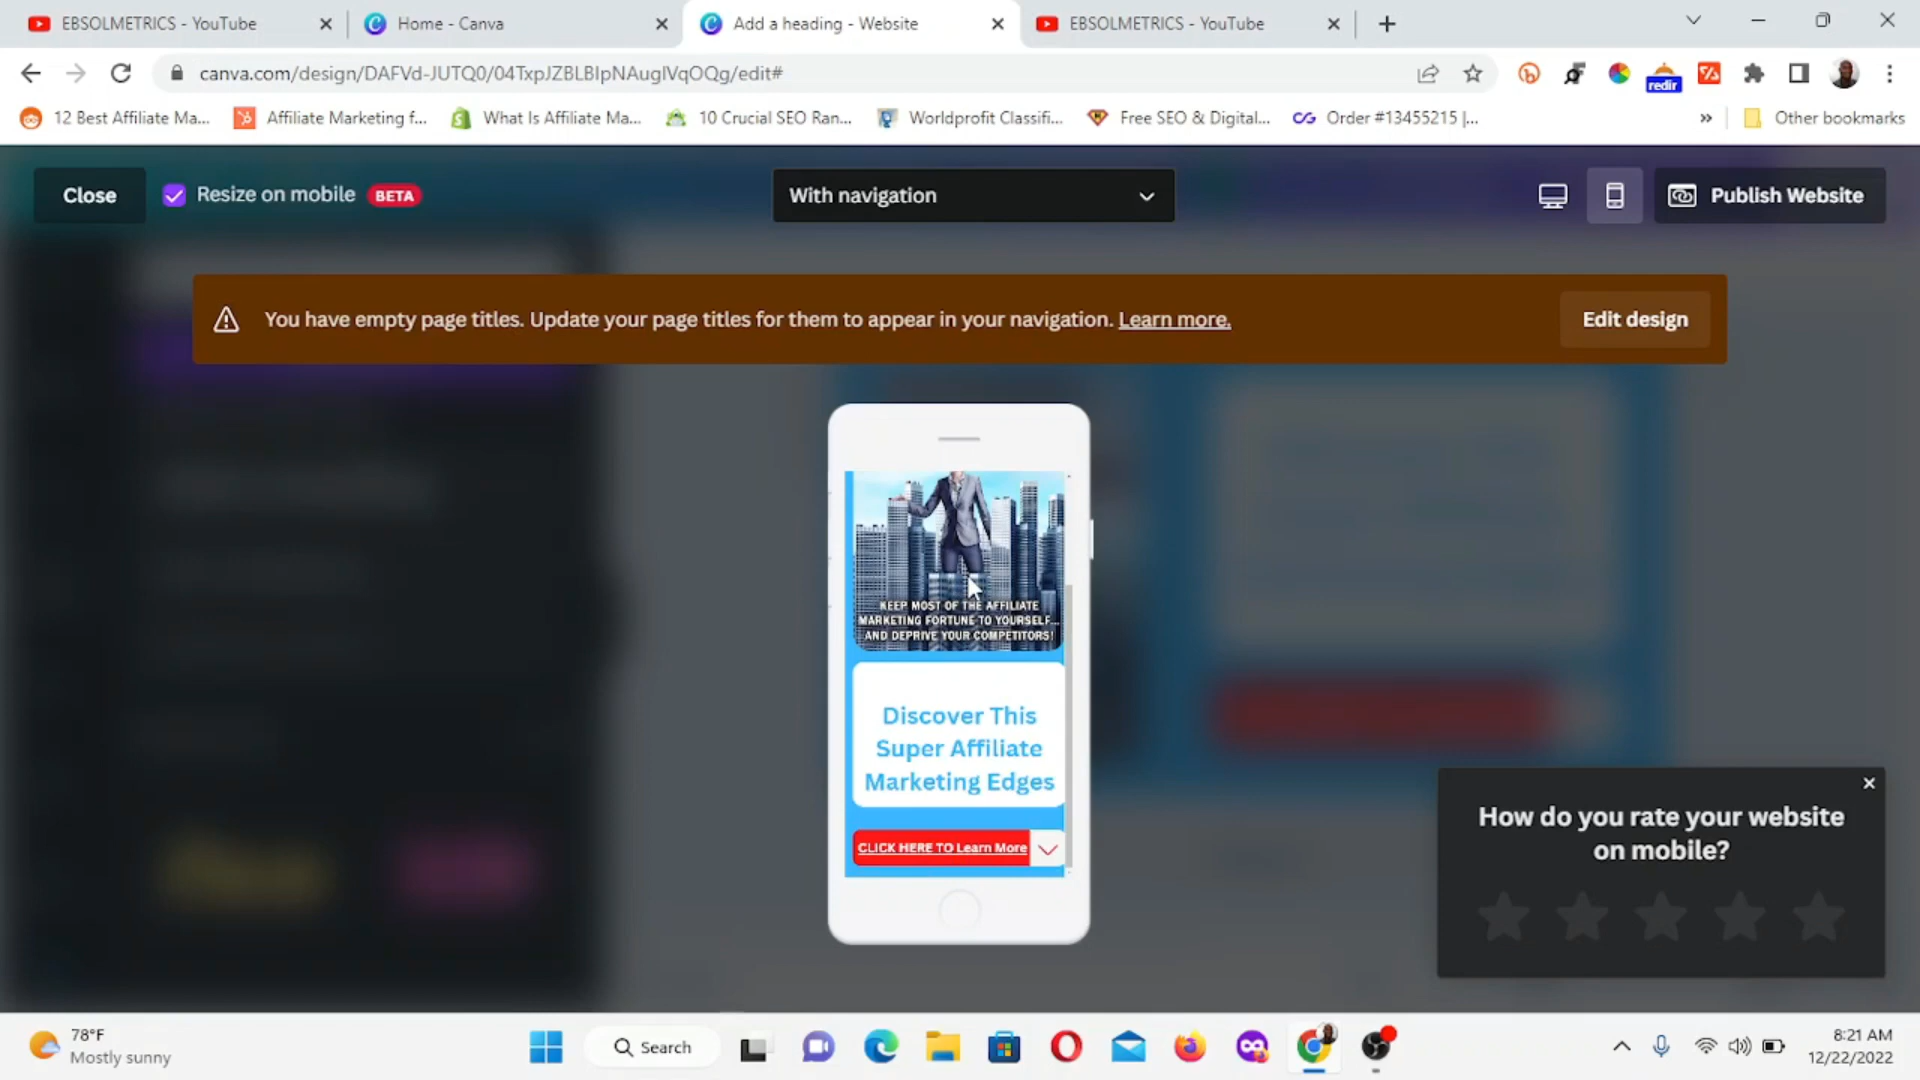 EBSOLMETRICS - YouTube
Home - Canva
Add a heading - Website
EBSOLMETRICS - YouTube
canva.com/design/DAFVd-JUTQ0/04TxpJZBLBIpNAugIVqOQg/edit#
redir
12 Best Affiliate Ma...
Affiliate Marketing f...
What Is Affiliate Ma...
10 Crucial SEO Ran...
Worldprofit Classifi...
Free SEO & Digital...
Order #13455215 |...
Other bookmarks
Close
Resize on mobile BETA
With navigation
Publish Website
You have empty page titles. Update your page titles for them to appear in your navigation. Learn more.
Edit design
KEEP MOST OF THE AFFILIATE
MARKETING FORTUNE TO YOURSELF...
AND DEPRIVE YOUR COMPETITORS!
Discover This
Super Affiliate
Marketing Edges
CLICK HERE TO Learn More
How do you rate your website
on mobile?
78°F
Mostly sunny
Search
8:21 AM
12/22/2022